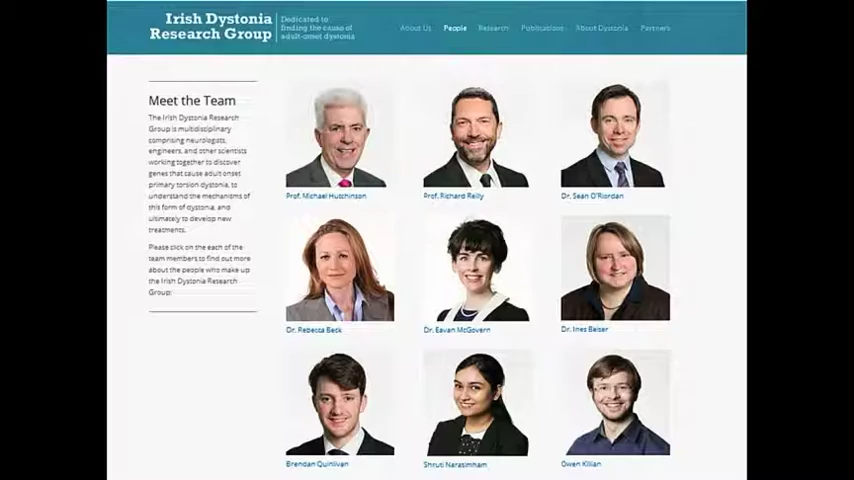 Irish Dystonia
Research Group
Dedicated to
finding the cause of
adult-onset dystonia
About Us People Research Publications About Dystonia Partners
Meet the Team
The Irish Dystonia Research
Group is multidisciplinary
comprising neurologists,
engineers, and other scientists
working together to discover
genes that cause adult onset
primary torsion dystonia, to
understand the mechanisms of
this form of dystonia, and
ultimately to develop new
treatments.
Please click on the each of the
team members to find out more
about the people who make up
the Irish Dystonia Research
Group:
Prof. Michael Hutchinson
Prof. Richard Reilly
Dr. Sean O'Riordan
Dr. Rebecca Beck
Dr. Eavan McGovern
Dr. Ines Beiser
Brendan Quinlivan
Shruti Narasimham
Owen Killian